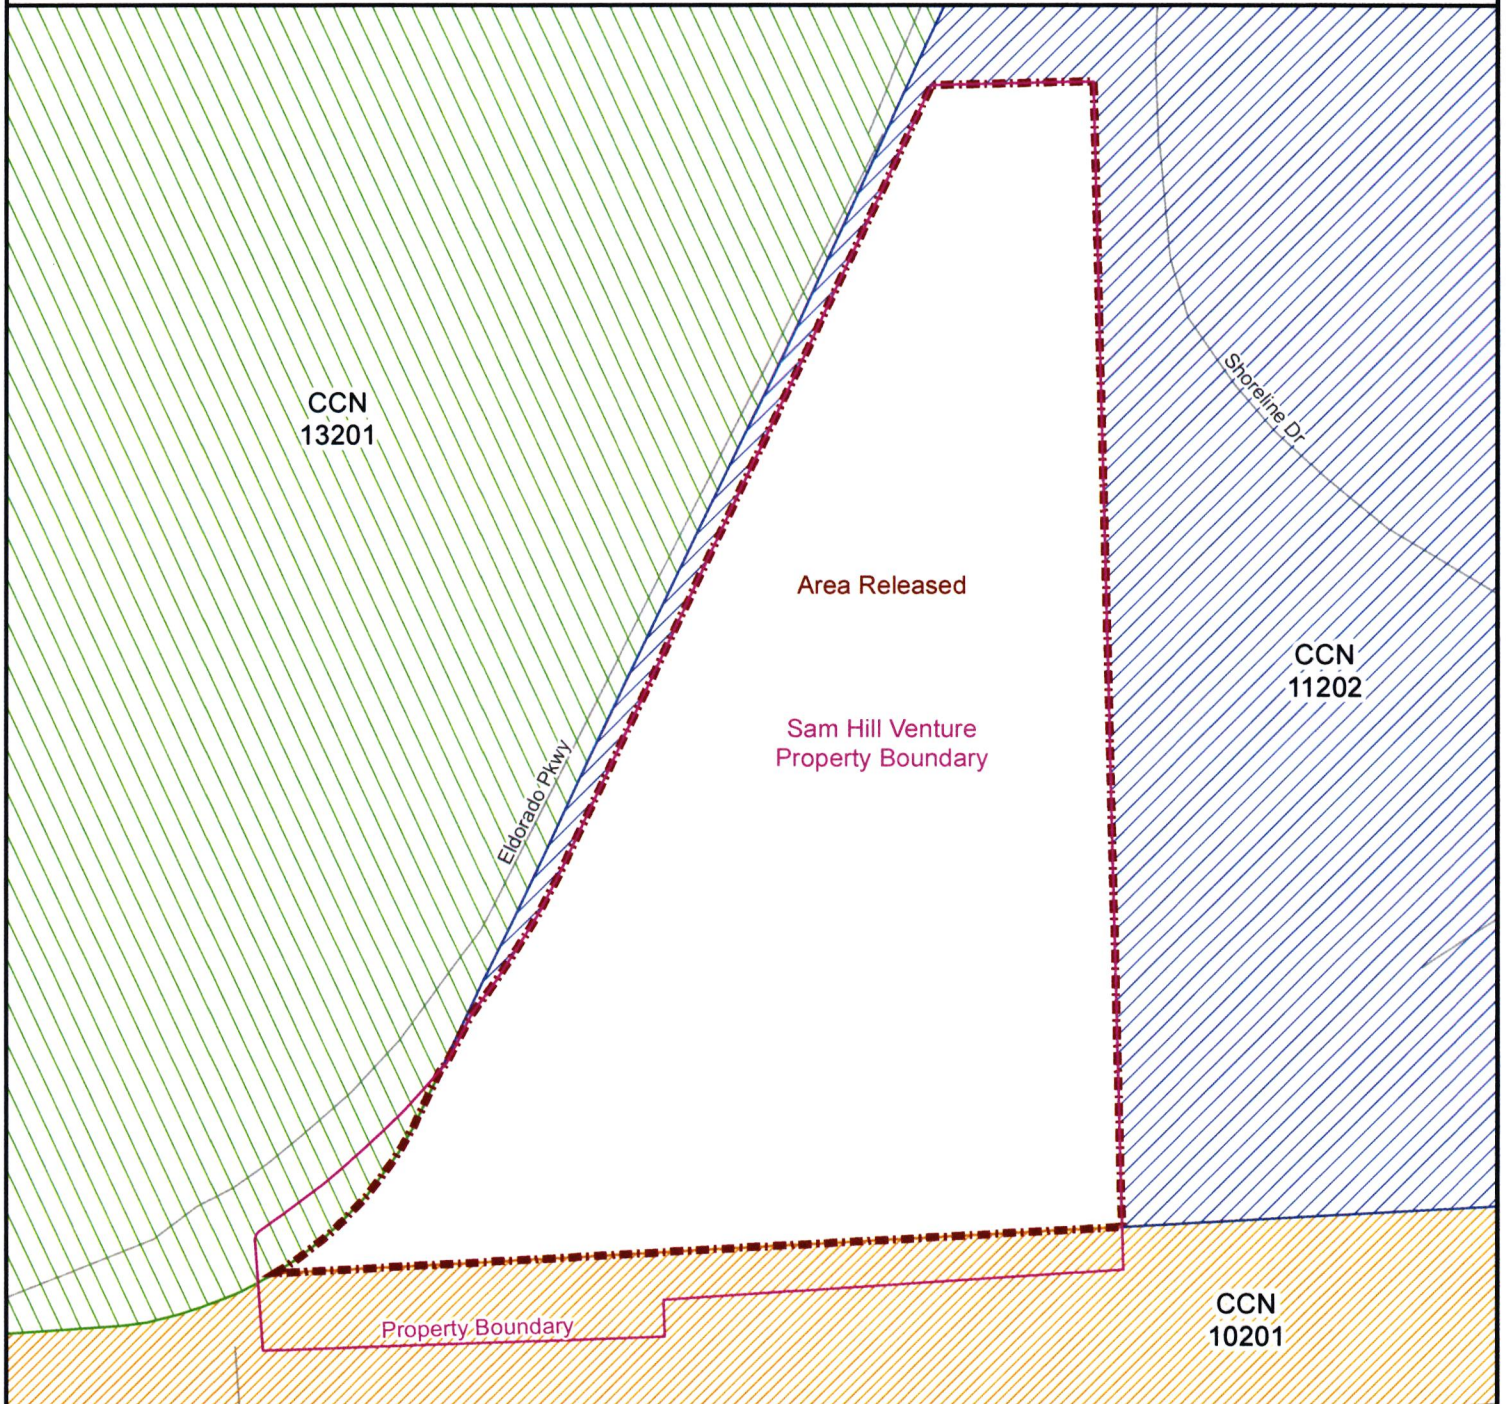 CCN
13201
Shoreline Dr
Area Released
CCN
11202
Sam Hill Venture
Property Boundary
Eldorado Pkwy
CCN
10201
Property Boundary